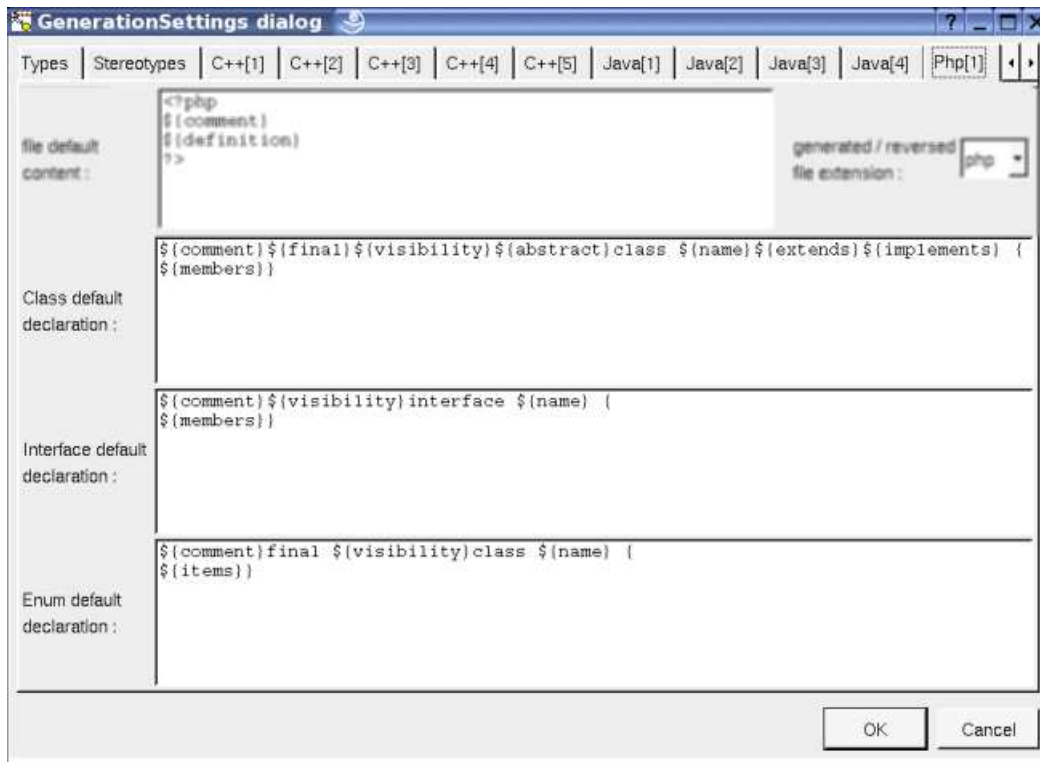 GenerationSettings dialog
Types Stereotypes C++[1] C++[2] C++[3] C++[4] C++[5] Java[1] Java[2] Java[3] Java[4] Php[1]
file default
content :
<?php
${comment}
${definition}
?>
generated / reversed
file extension :
php
Class default
declaration :
${comment}${final}${visibility}${abstract}class ${name}${extends}${implements} {
${members}}
Interface default
declaration :
${comment}${visibility}interface ${name} {
${members}}
Enum default
declaration :
${comment}final ${visibility}class ${name} {
${items}}
OK Cancel